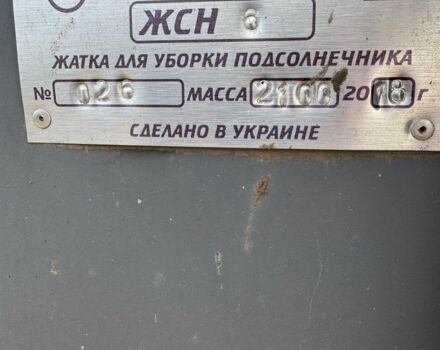 ЖСН 6
ЖАТКА ДЛЯ УБОРКИ ПОДСОЛНЕЧНИКА
№ 026 МАССА 2100 2018 г
СДЕЛАНО В УКРАИНЕ